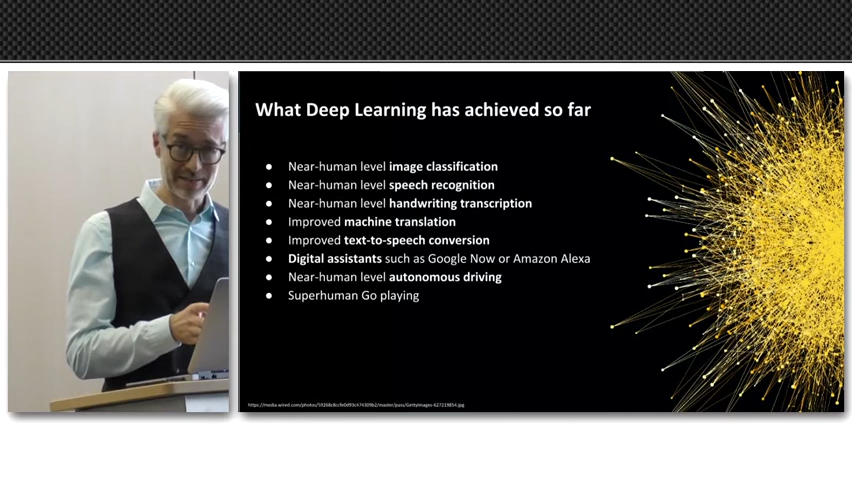 What Deep Learning has achieved so far
● Near-human level image classification
● Near-human level speech recognition
● Near-human level handwriting transcription
● Improved machine translation
● Improved text-to-speech conversion
● Digital assistants such as Google Now or Amazon Alexa
● Near-human level autonomous driving
● Superhuman Go playing